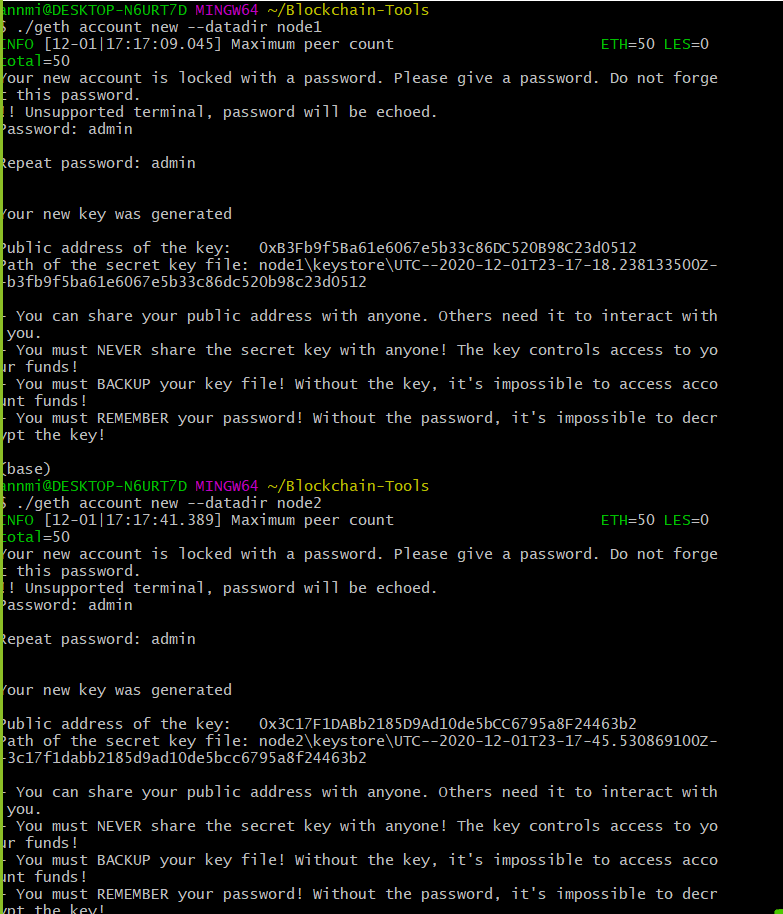 annmi@DESKTOP-N6URT7D MINGW64 ~/Blockchain-Tools
$ ./geth account new --datadir node1
INFO [12-01|17:17:09.045] Maximum peer count ETH=50 LES=0
total=50
Your new account is locked with a password. Please give a password. Do not forge
t this password.
!! Unsupported terminal, password will be echoed.
Password: admin
Repeat password: admin
Your new key was generated
Public address of the key: 0xB3Fb9f5Ba61e6067e5b33c86DC520B98C23d0512
Path of the secret key file: node1\keystore\UTC--2020-12-01T23-17-18.238133500Z-
-b3fb9f5ba61e6067e5b33c86dc520b98c23d0512
- You can share your public address with anyone. Others need it to interact with
you.
- You must NEVER share the secret key with anyone! The key controls access to yo
ur funds!
- You must BACKUP your key file! Without the key, it's impossible to access acco
unt funds!
- You must REMEMBER your password! Without the password, it's impossible to decr
ypt the key!
(base)
annmi@DESKTOP-N6URT7D MINGW64 ~/Blockchain-Tools
$ ./geth account new --datadir node2
INFO [12-01|17:17:41.389] Maximum peer count ETH=50 LES=0
total=50
Your new account is locked with a password. Please give a password. Do not forge
t this password.
!! Unsupported terminal, password will be echoed.
Password: admin
Repeat password: admin
Your new key was generated
Public address of the key: 0x3C17F1DABb2185D9Ad10de5bCC6795a8F24463b2
Path of the secret key file: node2\keystore\UTC--2020-12-01T23-17-45.530869100Z-
-3c17f1dabb2185d9ad10de5bcc6795a8f24463b2
- You can share your public address with anyone. Others need it to interact with
you.
- You must NEVER share the secret key with anyone! The key controls access to yo
ur funds!
- You must BACKUP your key file! Without the key, it's impossible to access acco
unt funds!
- You must REMEMBER your password! Without the password, it's impossible to decr
ypt the key!